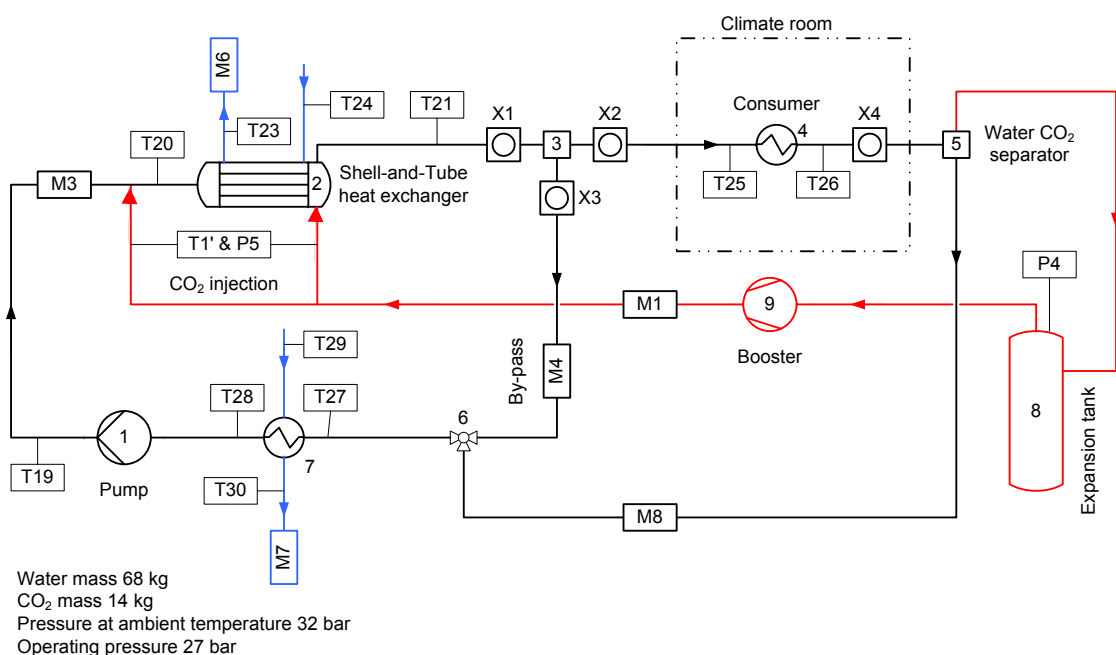 Climate room
M6
T24
T21
X1
X2
Consumer
X4
T23
4
T20
3
5
Water CO₂
separator
M3
2
Shell-and-Tube
heat exchanger
T25
T26
X3
T1' & P5
P4
CO₂ injection
M1
9
T29
Booster
By-pass
M4
T28
T27
6
8
Expansion tank
1
7
T19
Pump
T30
M8
M7
Water mass 68 kg
CO₂ mass 14 kg
Pressure at ambient temperature 32 bar
Operating pressure 27 bar